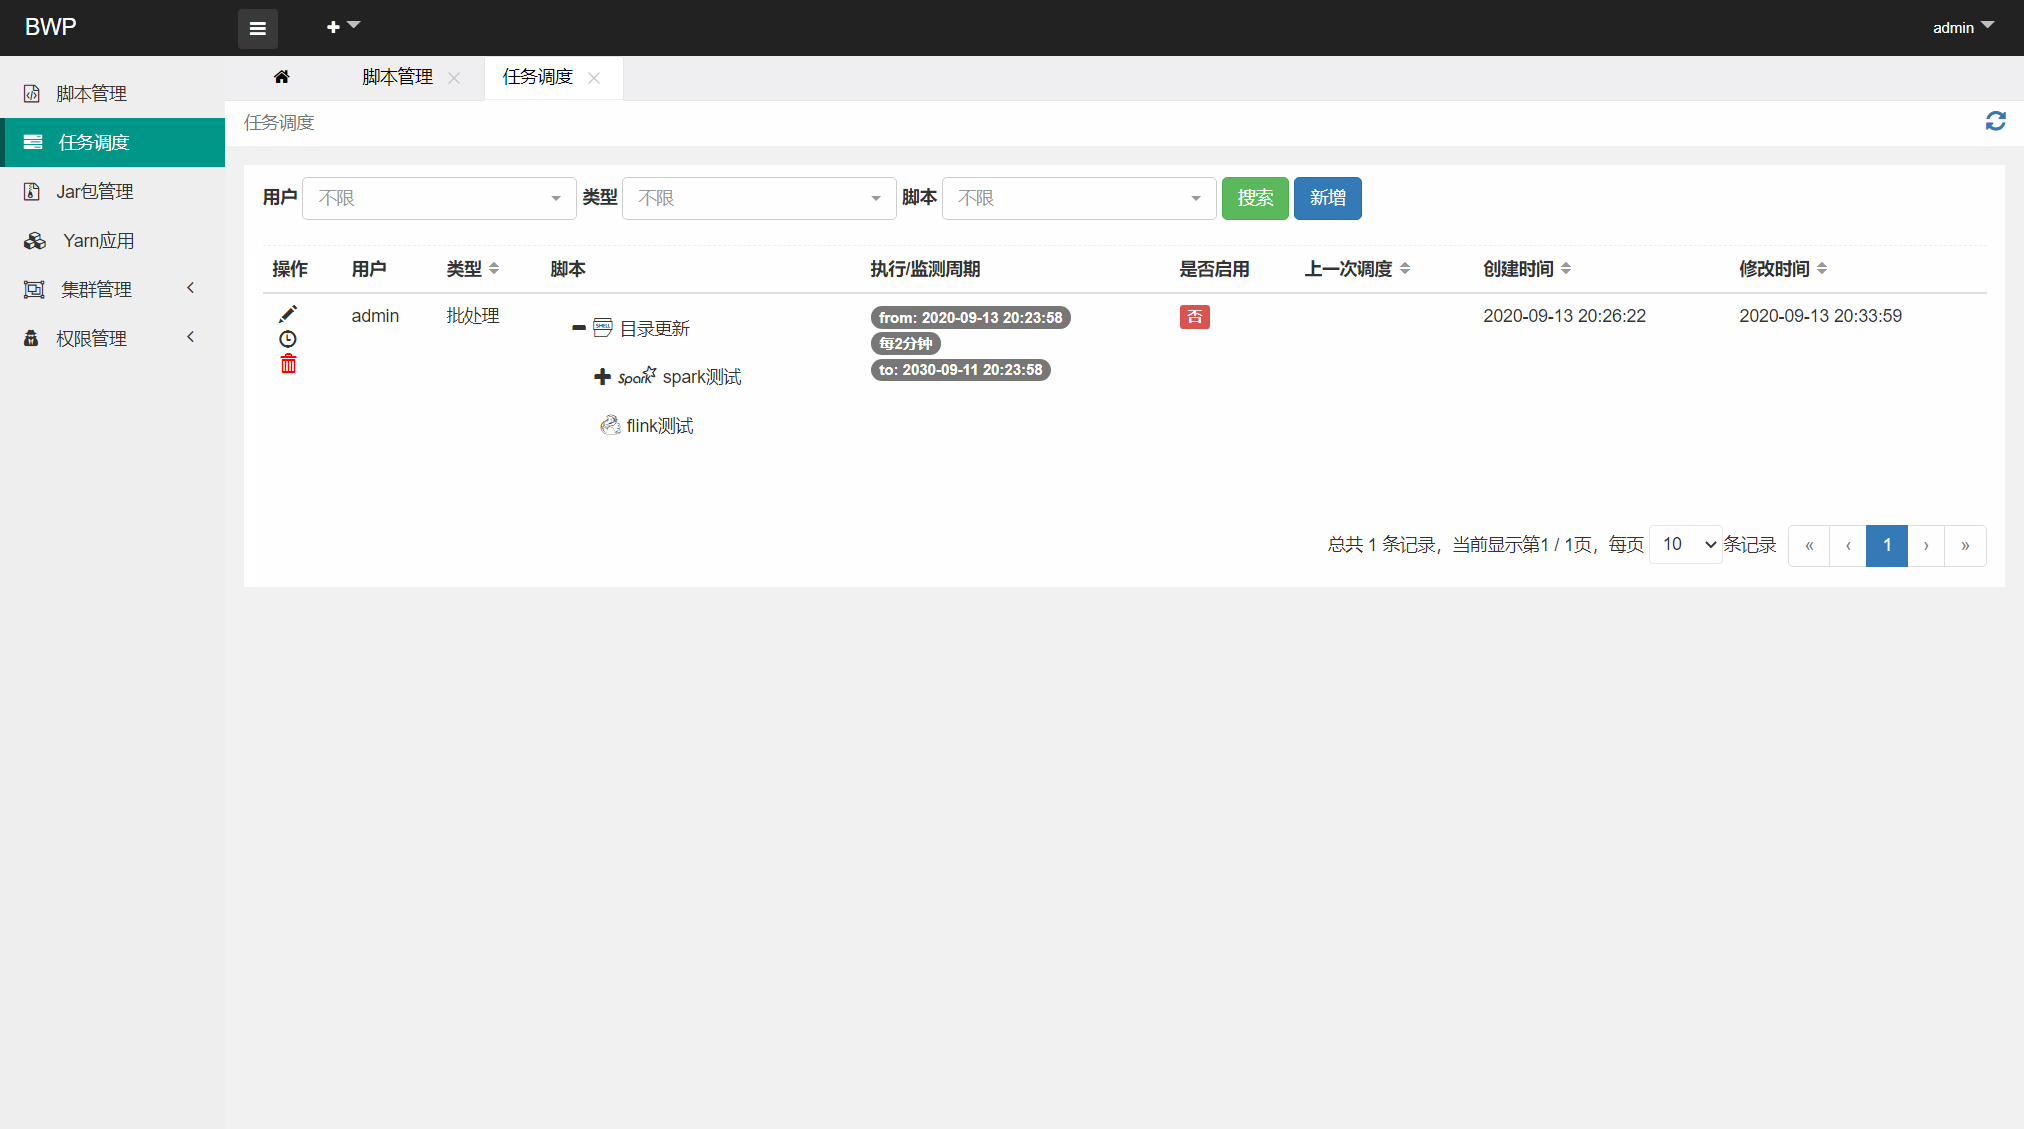 BWP
admin
脚本管理
任务调度
Jar包管理
Yarn应用
集群管理
权限管理
脚本管理
任务调度
任务调度
用户 不限 类型 不限 脚本 不限 搜索 新增
操作 用户 类型 脚本 执行/监测周期 是否启用 上一次调度 创建时间 修改时间
admin 批处理 目录更新 from: 2020-09-13 20:23:58 否 2020-09-13 20:26:22 2020-09-13 20:33:59
每2分钟
to: 2030-09-11 20:23:58
Spark spark测试
flink测试
总共 1 条记录，当前显示第1 / 1页，每页 10 条记录 « ‹ 1 › »